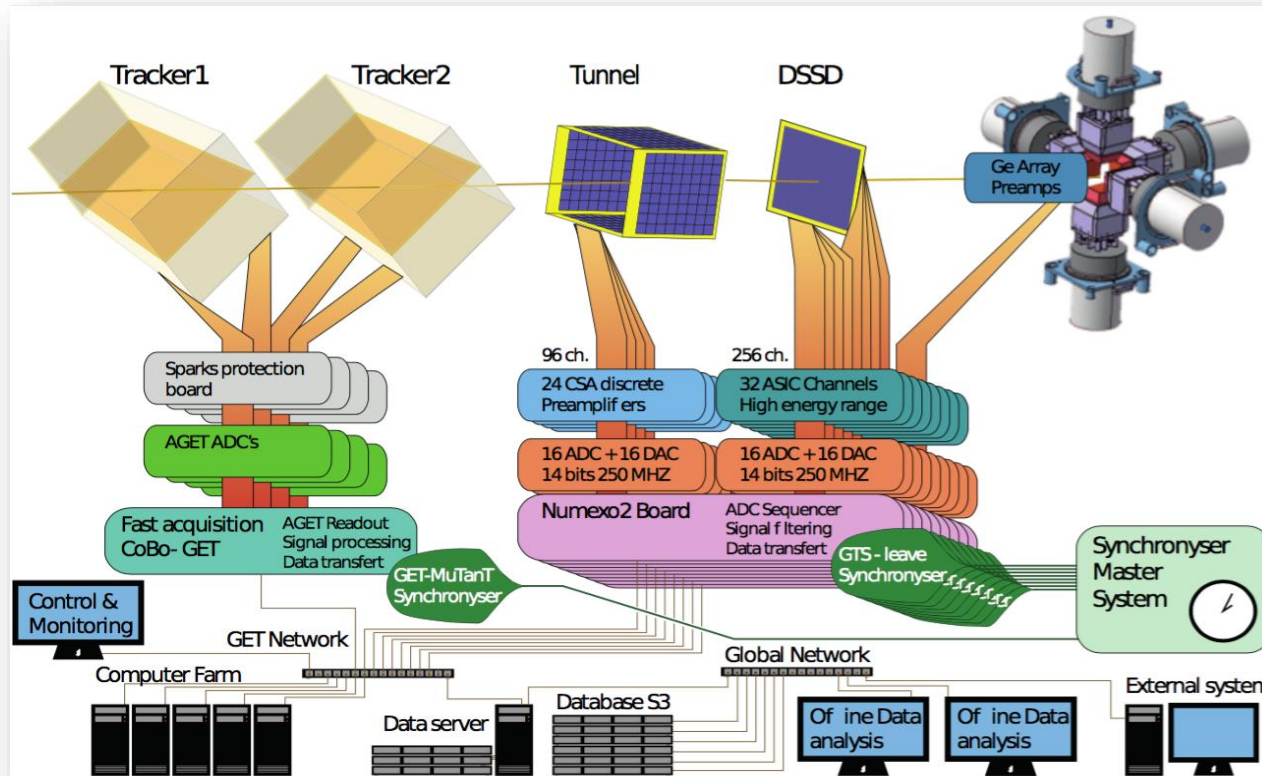 Tracker1
Tracker2
Tunnel
DSSD
Ge Array
Preamps
96 ch.
256 ch.
Sparks protection
board
24 CSA discrete
Preamplif ers
32 ASIC Channels
High energy range
AGET ADC's
16 ADC + 16 DAC
14 bits 250 MHZ
16 ADC + 16 DAC
14 bits 250 MHZ
Fast acquisition
CoBo- GET
AGET Readout
Signal processing
Data transfert
Numexo2 Board
ADC Sequencer
Signal f ltering
Data transfert
GET-MuTanT
Synchronyser
GTS - leave
Synchronyser
Synchronyser
Master
System
Control &
Monitoring
GET Network
Computer Farm
Data server
Database S3
Global Network
Of ine Data
analysis
Of ine Data
analysis
External system